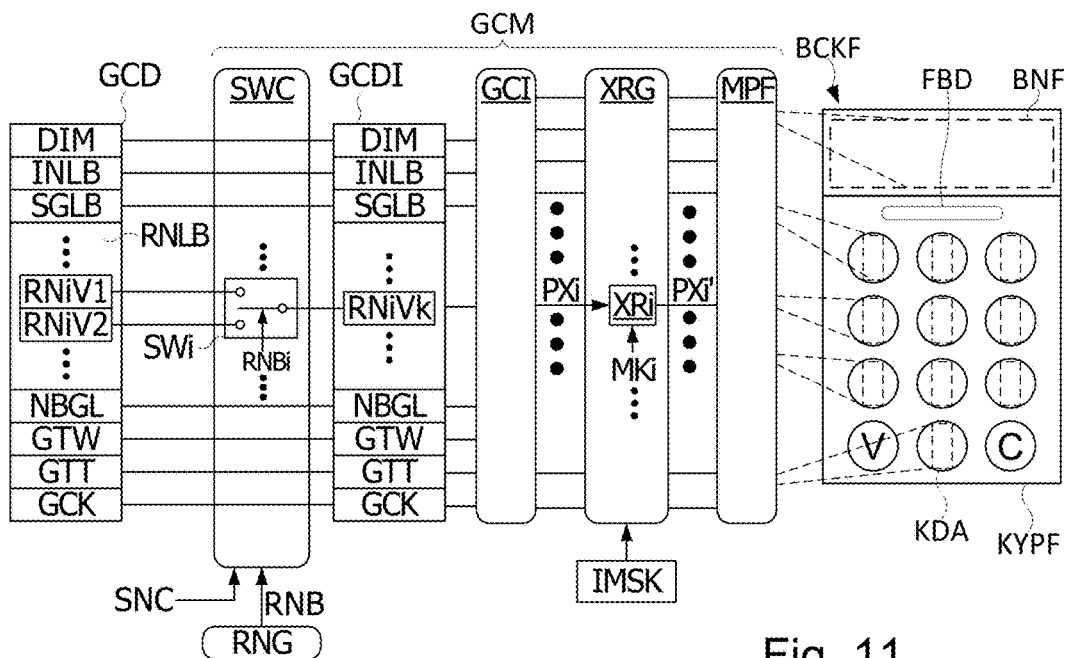 GCM
GCD
SWC
GCDI
GCI
XRG
MPF
BCKF
FBD
BNF
DIM
INLB
SGLB
RNLB
RNiV1
RNiV2
SWi
RNBi
NBGL
GTW
GTT
GCK
DIM
INLB
SGLB
RNiVk
NBGL
GTW
GTT
GCK
PXi
XRi
PXi'
MKi
V
C
KDA
KYPF
IMSK
SNC
RNB
RNG
Fig. 11